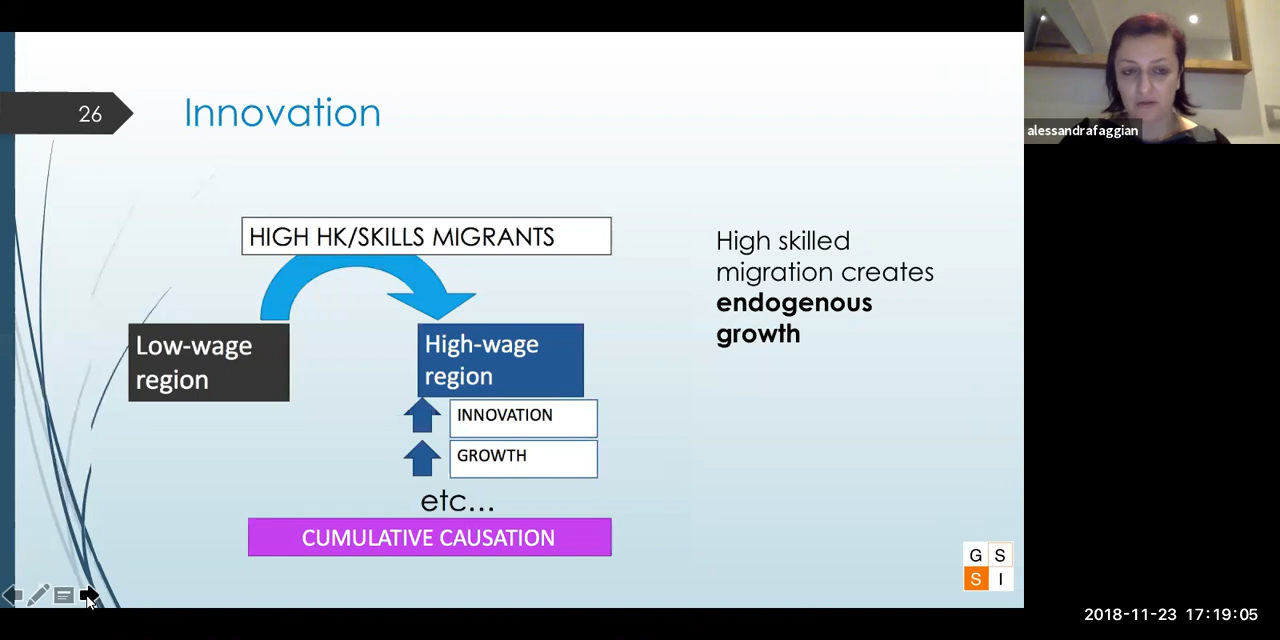 26
Innovation
HIGH HK/SKILLS MIGRANTS
Low-wage
region
High-wage
region
INNOVATION
GROWTH
etc...
CUMULATIVE CAUSATION
High skilled
migration creates
endogenous
growth
G S
S I
alessandrafaggian
2018-11-23 17:19:05